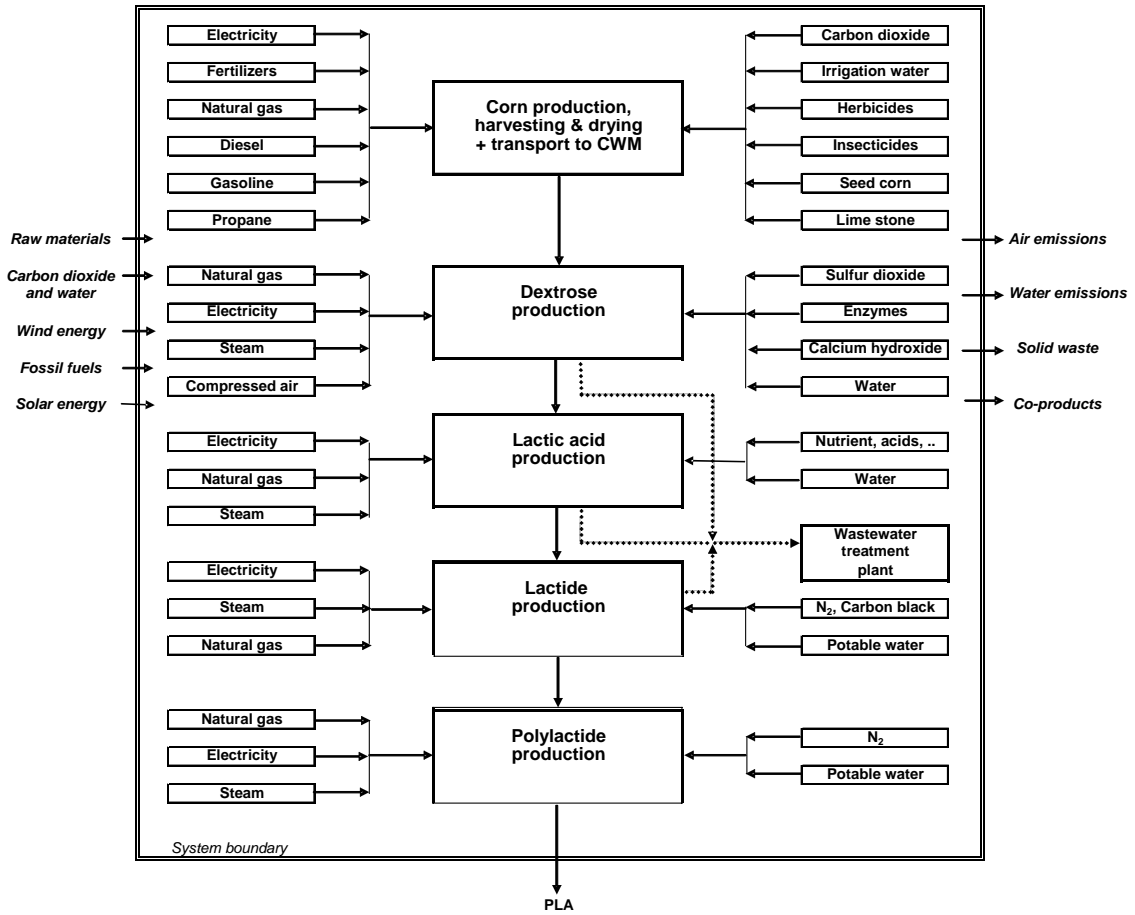 Electricity
Fertilizers
Natural gas
Diesel
Gasoline
Propane
Corn production,
harvesting & drying
+ transport to CWM
Carbon dioxide
Irrigation water
Herbicides
Insecticides
Seed corn
Lime stone
Raw materials
Carbon dioxide
and water
Wind energy
Fossil fuels
Solar energy
Air emissions
Water emissions
Solid waste
Co-products
Natural gas
Electricity
Steam
Compressed air
Dextrose
production
Sulfur dioxide
Enzymes
Calcium hydroxide
Water
Electricity
Natural gas
Steam
Lactic acid
production
Nutrient, acids, ..
Water
Wastewater
treatment
plant
Electricity
Steam
Natural gas
Lactide
production
N₂, Carbon black
Potable water
Natural gas
Electricity
Steam
Polylactide
production
N₂
Potable water
System boundary
PLA